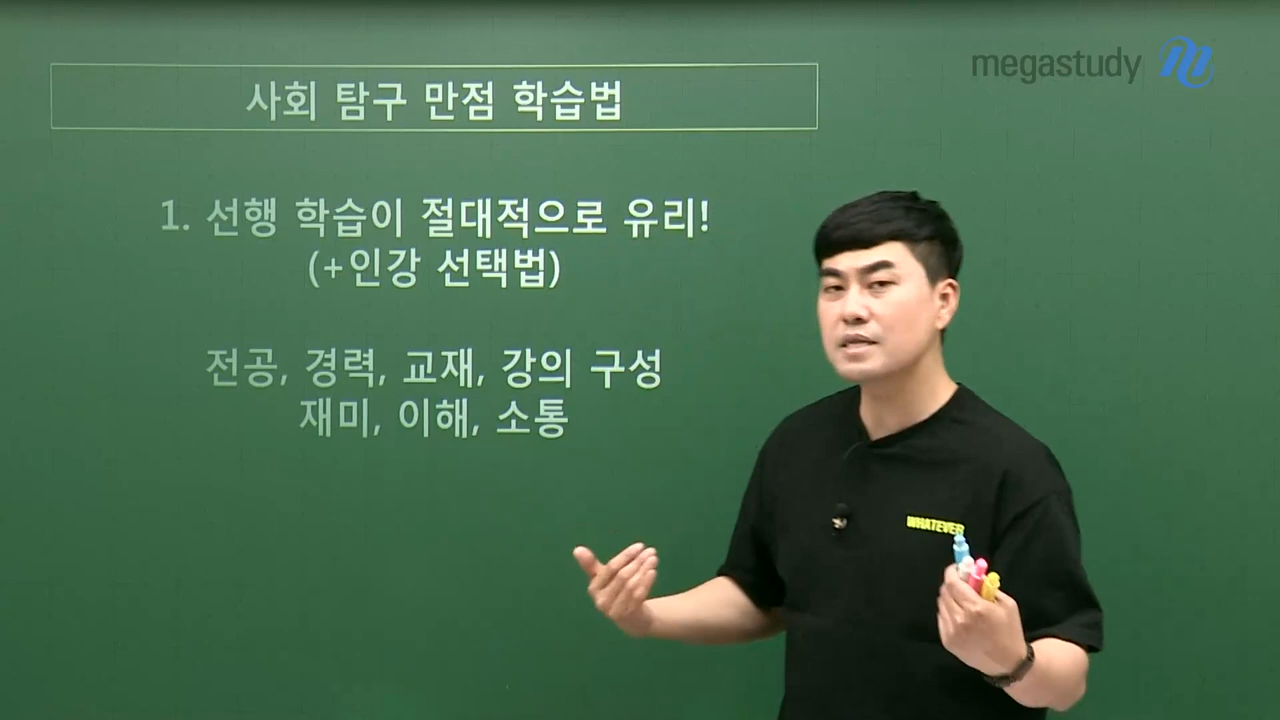 megastudy
사회 탐구 만점 학습법
1. 선행 학습이 절대적으로 유리!
(+인강 선택법)
전공, 경력, 교재, 강의 구성
재미, 이해, 소통
WHATEVER